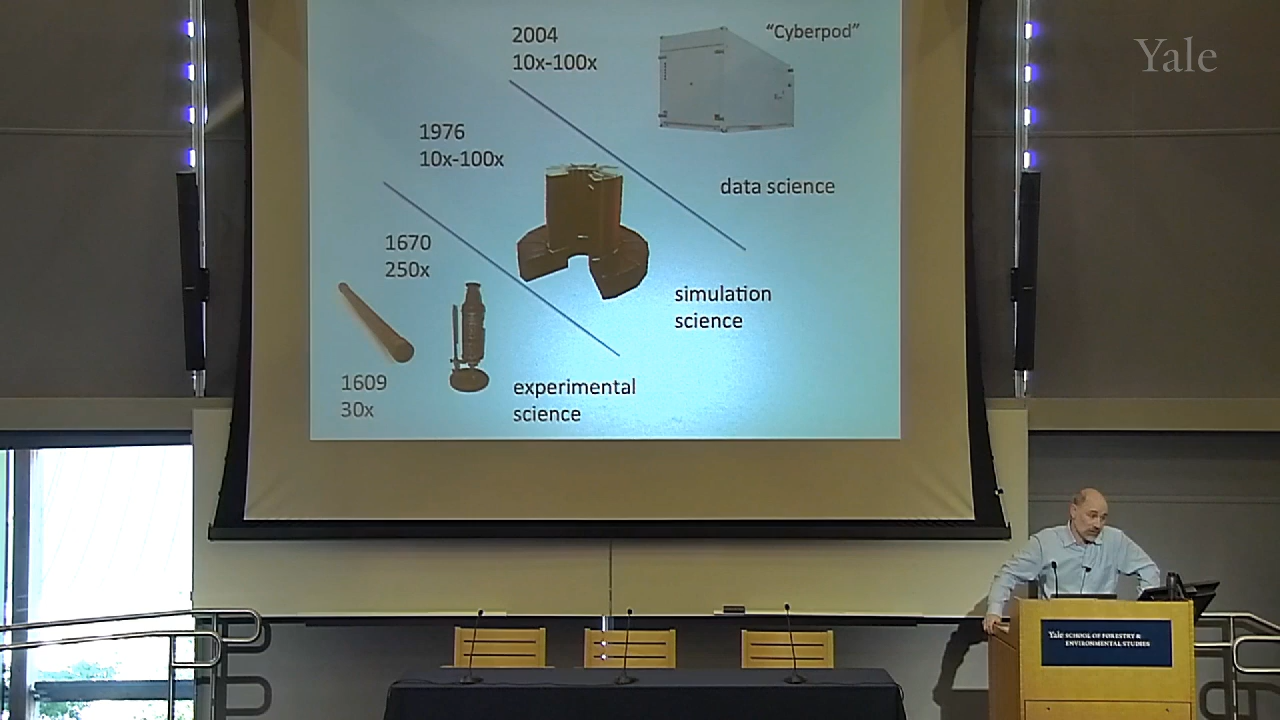 2004
10x-100x
“Cyberpod”
Yale
1976
10x-100x
data science
1670
250x
simulation
science
1609
30x
experimental
science
Yale SCHOOL OF FORESTRY &
ENVIRONMENTAL STUDIES